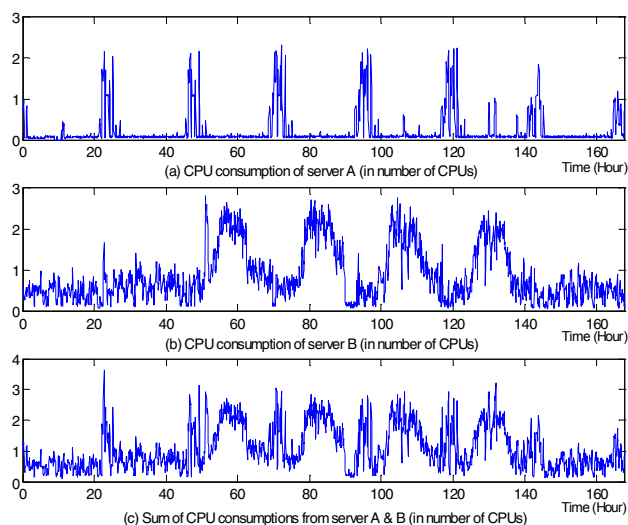 3
2
1
0
0 20 40 60 80 100 120 140 160
Time (Hour)
(a) CPU consumption of server A (in number of CPUs)
3
2
1
0
0 20 40 60 80 100 120 140 160
Time (Hour)
(b) CPU consumption of server B (in number of CPUs)
4
3
2
1
0
0 20 40 60 80 100 120 140 160
Time (Hour)
(c) Sum of CPU consumptions from server A & B (in number of CPUs)